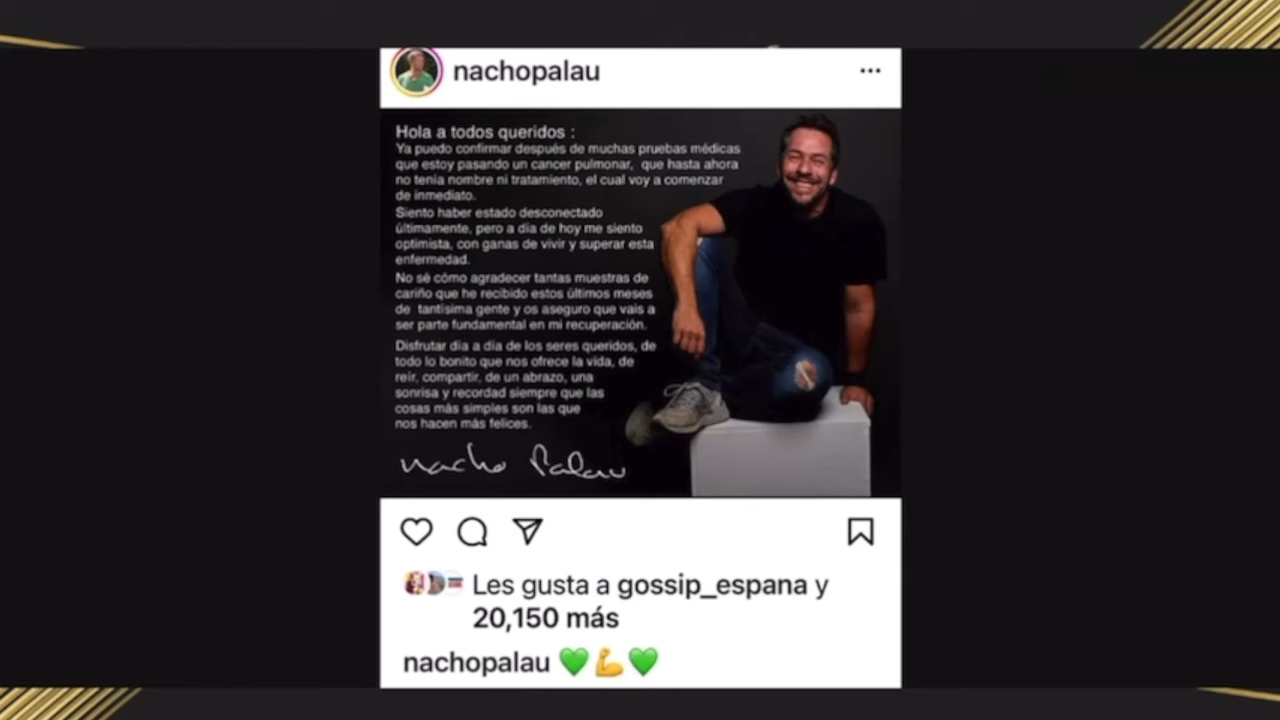 nachopalau
Hola a todos queridos :
Ya puedo confirmar después de muchas pruebas médicas
que estoy pasando un cancer pulmonar, que hasta ahora
no tenia nombre ni tratamiento, el cual voy a comenzar
de inmediato.
Siento haber estado desconectado
últimamente, pero a dia de hoy me siento
optimista, con ganas de vivir y superar esta
enfermedad.
No sé cómo agradecer tantas muestras de
cariño que he recibido estos últimos meses
de tantisima gente y os aseguro que vais a
ser parte fundamental en mi recuperación.
Disfrutar dia a dia de los seres queridos, de
todo lo bonito que nos ofrece la vida, de
reír, compartir, de un abrazo, una
sonrisa y recordad siempre que las
cosas más simples son las que
nos hacen más felices.
nacho Palau
Les gusta a gossip_espana y
20,150 más
nachopalau 💚💪💚